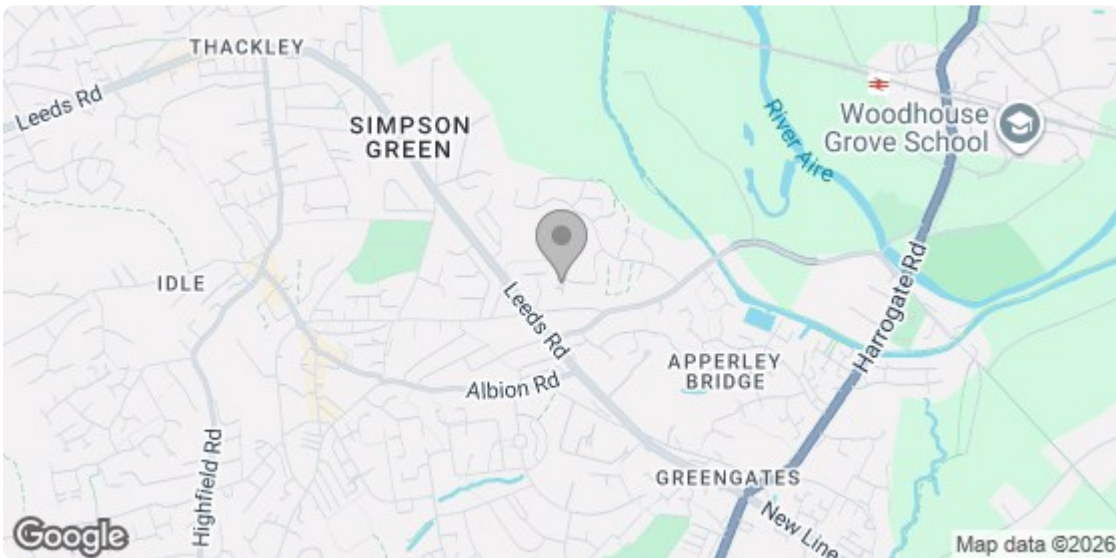 THACKLEY
Leeds Rd
SIMPSON
GREEN
River Aire
Woodhouse
Grove School
IDLE
Leeds Rd
Harrogate Rd
APPERLEY
BRIDGE
Albion Rd
Highfield Rd
GREENGATES
New Line
Google
Map data ©2026